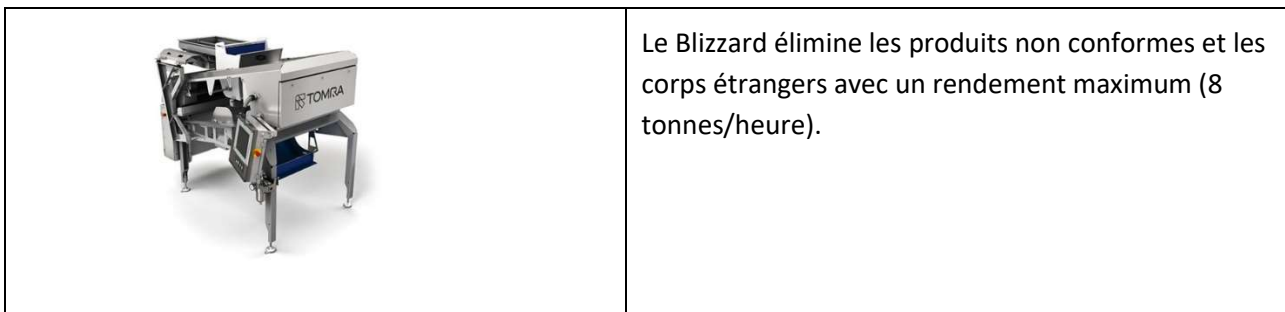 TOMRA
Le Blizzard élimine les produits non conformes et les
corps étrangers avec un rendement maximum (8
tonnes/heure).